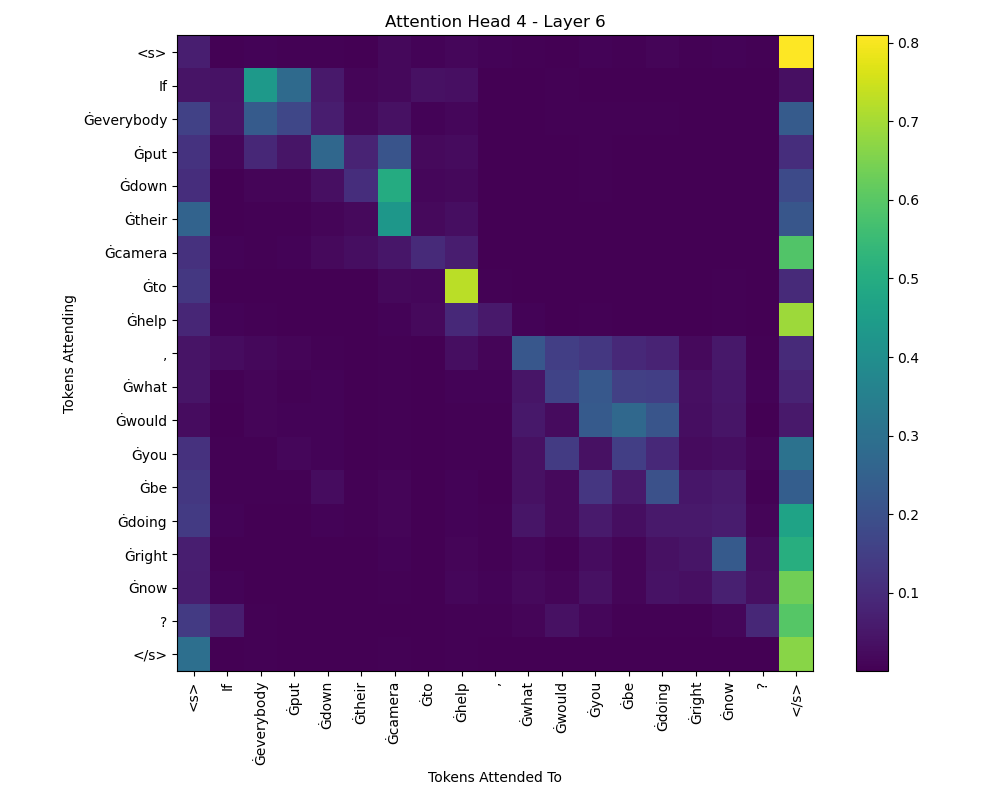 Attention Head 4 - Layer 6
<s>
If
Ġeverybody
Ġput
Ġdown
Ġtheir
Ġcamera
Ġto
Ġhelp
,
Ġwhat
Ġwould
Ġyou
Ġbe
Ġdoing
Ġright
Ġnow
?
</s>
Tokens Attending
<s>
If
Ġeverybody
Ġput
Ġdown
Ġtheir
Ġcamera
Ġto
Ġhelp
,
Ġwhat
Ġwould
Ġyou
Ġbe
Ġdoing
Ġright
Ġnow
?
</s>
Tokens Attended To
0.8
0.7
0.6
0.5
0.4
0.3
0.2
0.1